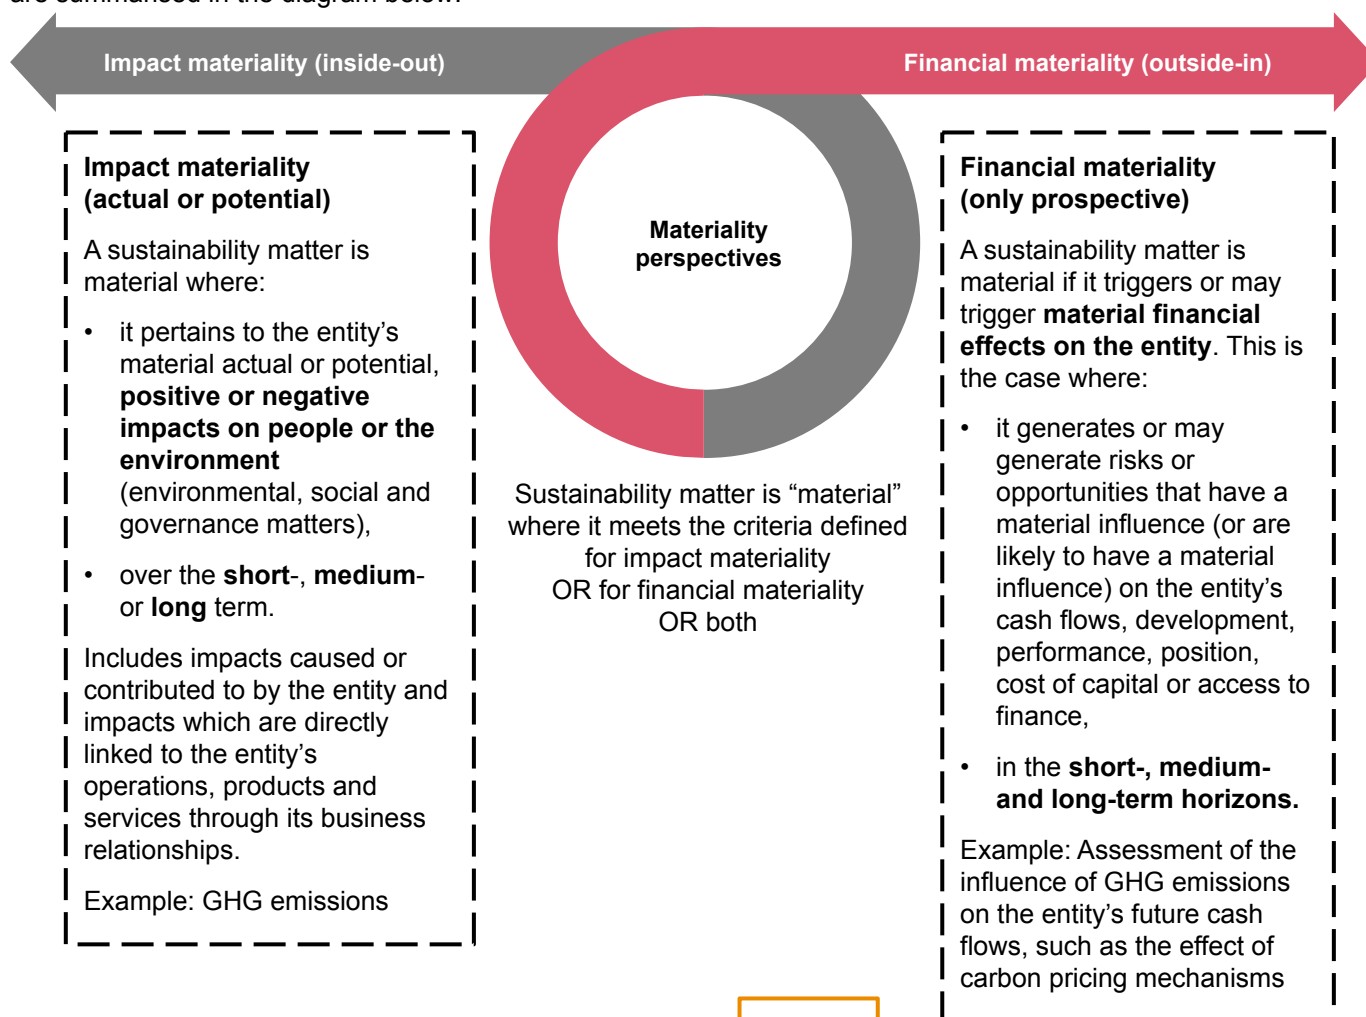 are summarised in the diagram below:
Impact materiality (inside-out)
Financial materiality (outside-in)
Impact materiality
(actual or potential)
A sustainability matter is
material where:
• it pertains to the entity’s
material actual or potential,
positive or negative
impacts on people or the
environment
(environmental, social and
governance matters),
• over the short-, medium-
or long term.
Includes impacts caused or
contributed to by the entity and
impacts which are directly
linked to the entity’s
operations, products and
services through its business
relationships.
Example: GHG emissions
Materiality
perspectives
Sustainability matter is “material”
where it meets the criteria defined
for impact materiality
OR for financial materiality
OR both
Financial materiality
(only prospective)
A sustainability matter is
material if it triggers or may
trigger material financial
effects on the entity. This is
the case where:
• it generates or may
generate risks or
opportunities that have a
material influence (or are
likely to have a material
influence) on the entity’s
cash flows, development,
performance, position,
cost of capital or access to
finance,
• in the short-, medium-
and long-term horizons.
Example: Assessment of the
influence of GHG emissions
on the entity’s future cash
flows, such as the effect of
carbon pricing mechanisms